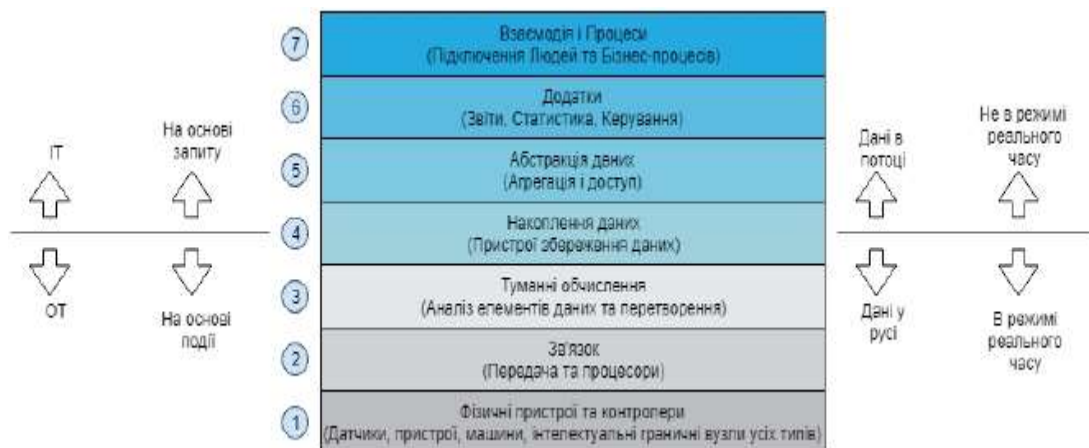 7
Взаємодія і Процеси
(Підключення Людей та Бізнес-процесів)
6
Додатки
(Звіти, Статистика, Керування)
5
Абстракція даних
(Агрегація і доступ)
4
Накоплення даних
(Пристрої збереження даних)
3
Туманні обчислення
(Аналіз елементів даних та перетворення)
2
Зв'язок
(Передача та процесори)
1
Фізичні пристрої та контролери
(Датчики, пристрої, машини, інтелектуальні граничні вузли усіх типів)
ІТ
На основі
запиту
ОТ
На основі
події
Дані в
потоці
Не в режимі
реального
часу
Дані у
русі
В режимі
реального
часу